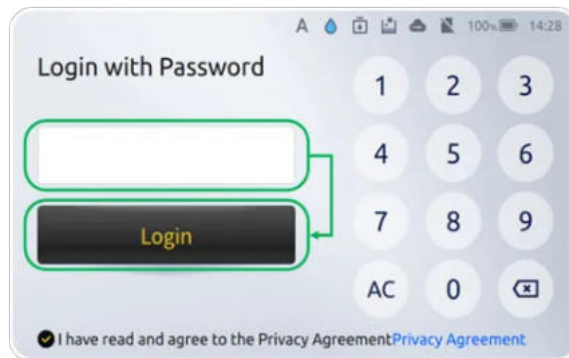 A 100% 14:28
Login with Password
1 2 3
4 5 6
Login
7 8 9
AC 0
I have read and agree to the Privacy AgreementPrivacy Agreement